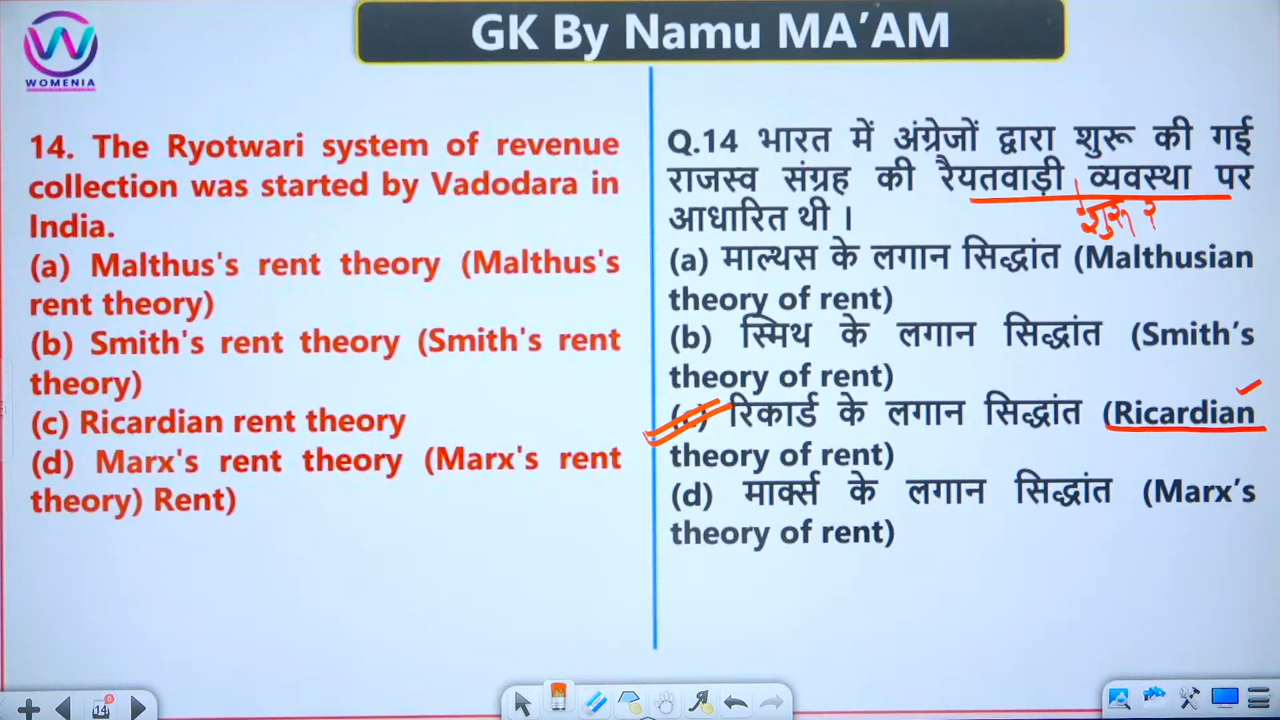 WOMENIA
GK By Namu MA’AM
14. The Ryotwari system of revenue
collection was started by Vadodara in
India.
(a) Malthus's rent theory (Malthus's
rent theory)
(b) Smith's rent theory (Smith's rent
theory)
(c) Ricardian rent theory
(d) Marx's rent theory (Marx's rent
theory) Rent)
Q.14 भारत में अंग्रेजों द्वारा शुरू की गई
राजस्व संग्रह की रैयतवाड़ी व्यवस्था पर
शुरू ?
आधारित थी ।
(a) माल्थस के लगान सिद्धांत (Malthusian
theory of rent)
(b) स्मिथ के लगान सिद्धांत (Smith’s
theory of rent)
(c) रिकार्ड के लगान सिद्धांत (Ricardian
theory of rent)
(d) मार्क्स के लगान सिद्धांत (Marx’s
theory of rent)
14